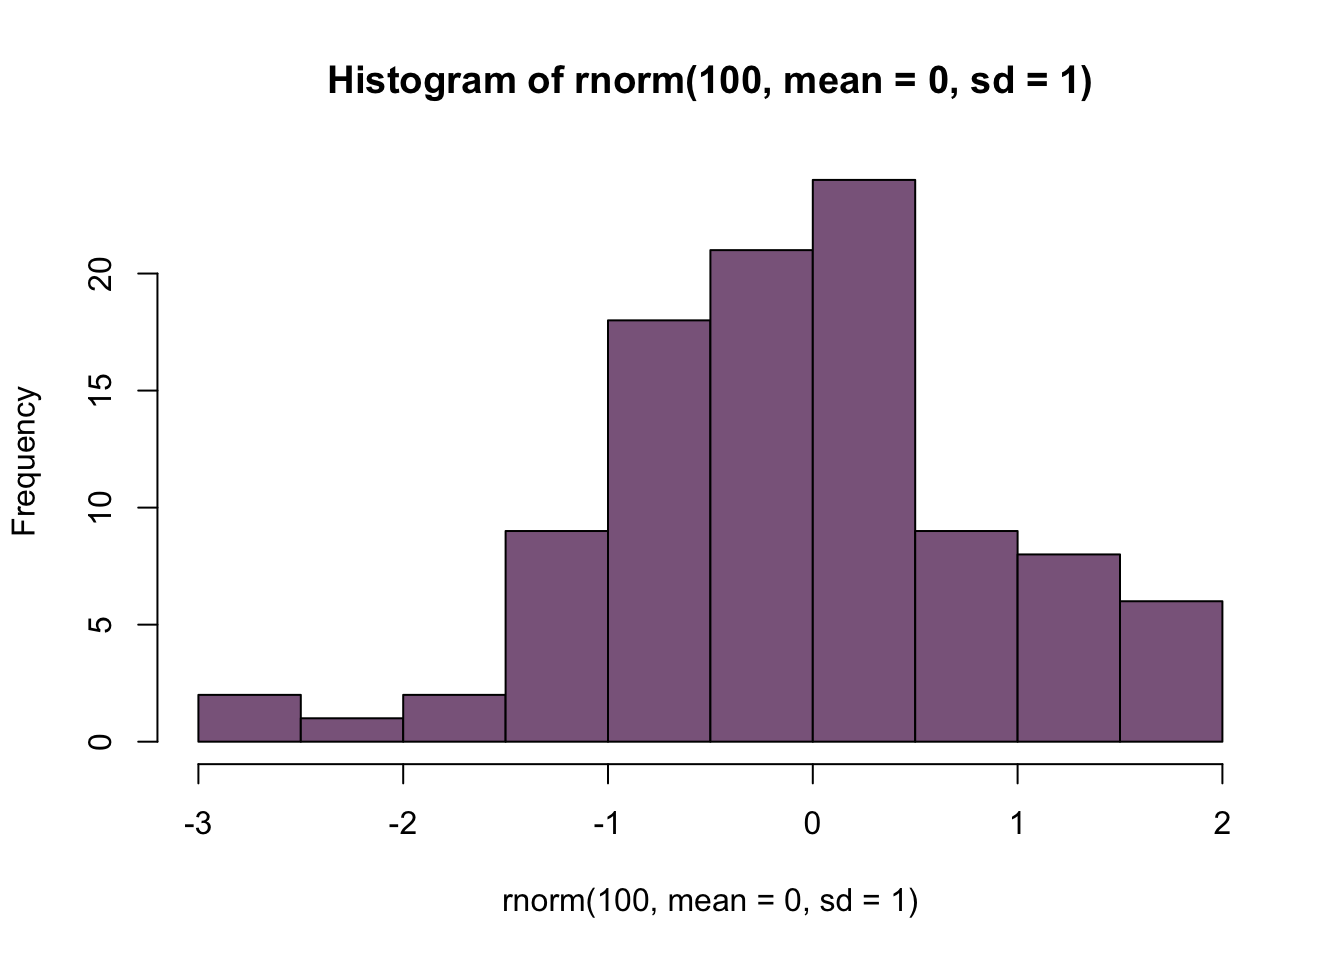 Histogram of rnorm(100, mean = 0, sd = 1)
Frequency
20
15
10
5
0
-3 -2 -1 0 1 2
rnorm(100, mean = 0, sd = 1)